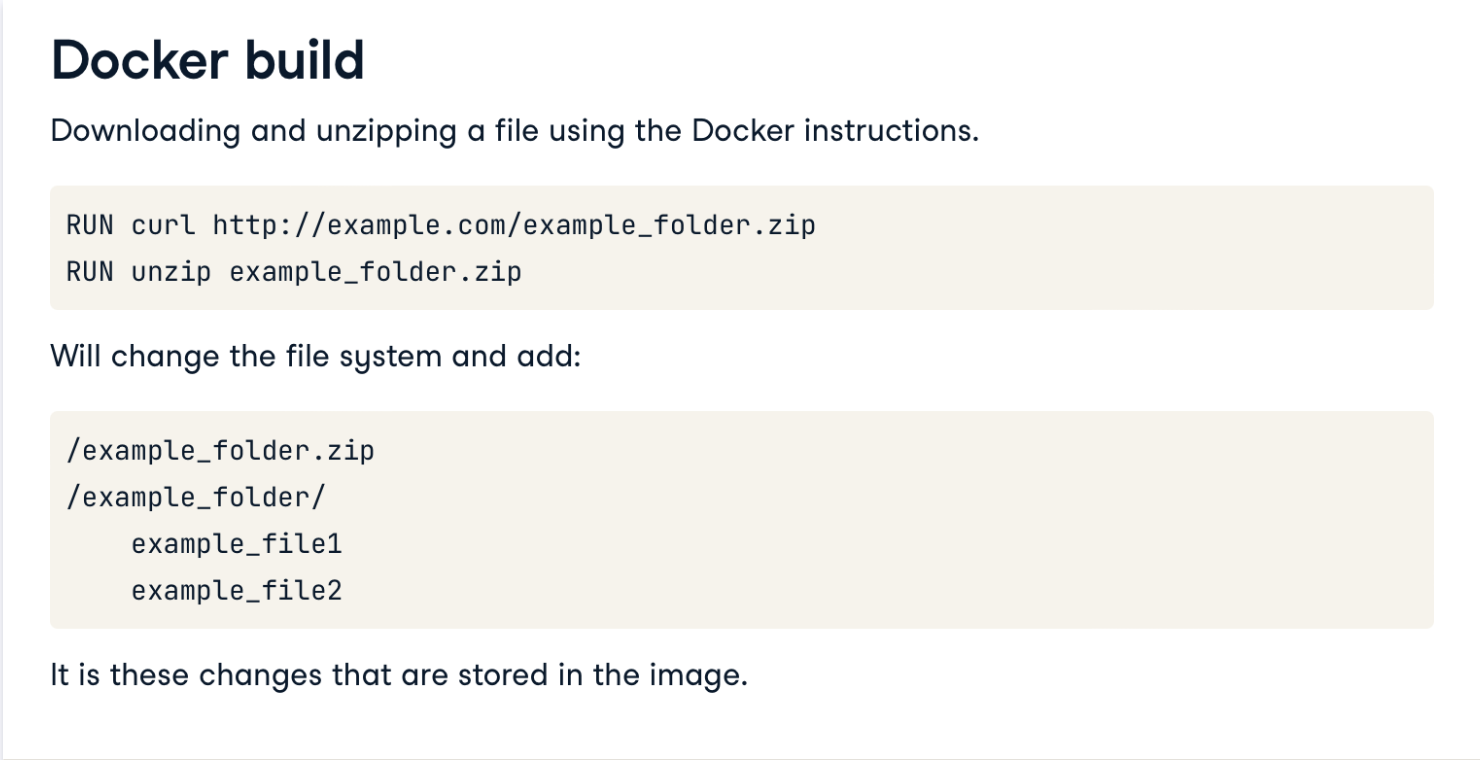 Docker build
Downloading and unzipping a file using the Docker instructions.
RUN curl http://example.com/example_folder.zip
RUN unzip example_folder.zip
Will change the file system and add:
/example_folder.zip
/example_folder/
    example_file1
    example_file2
It is these changes that are stored in the image.